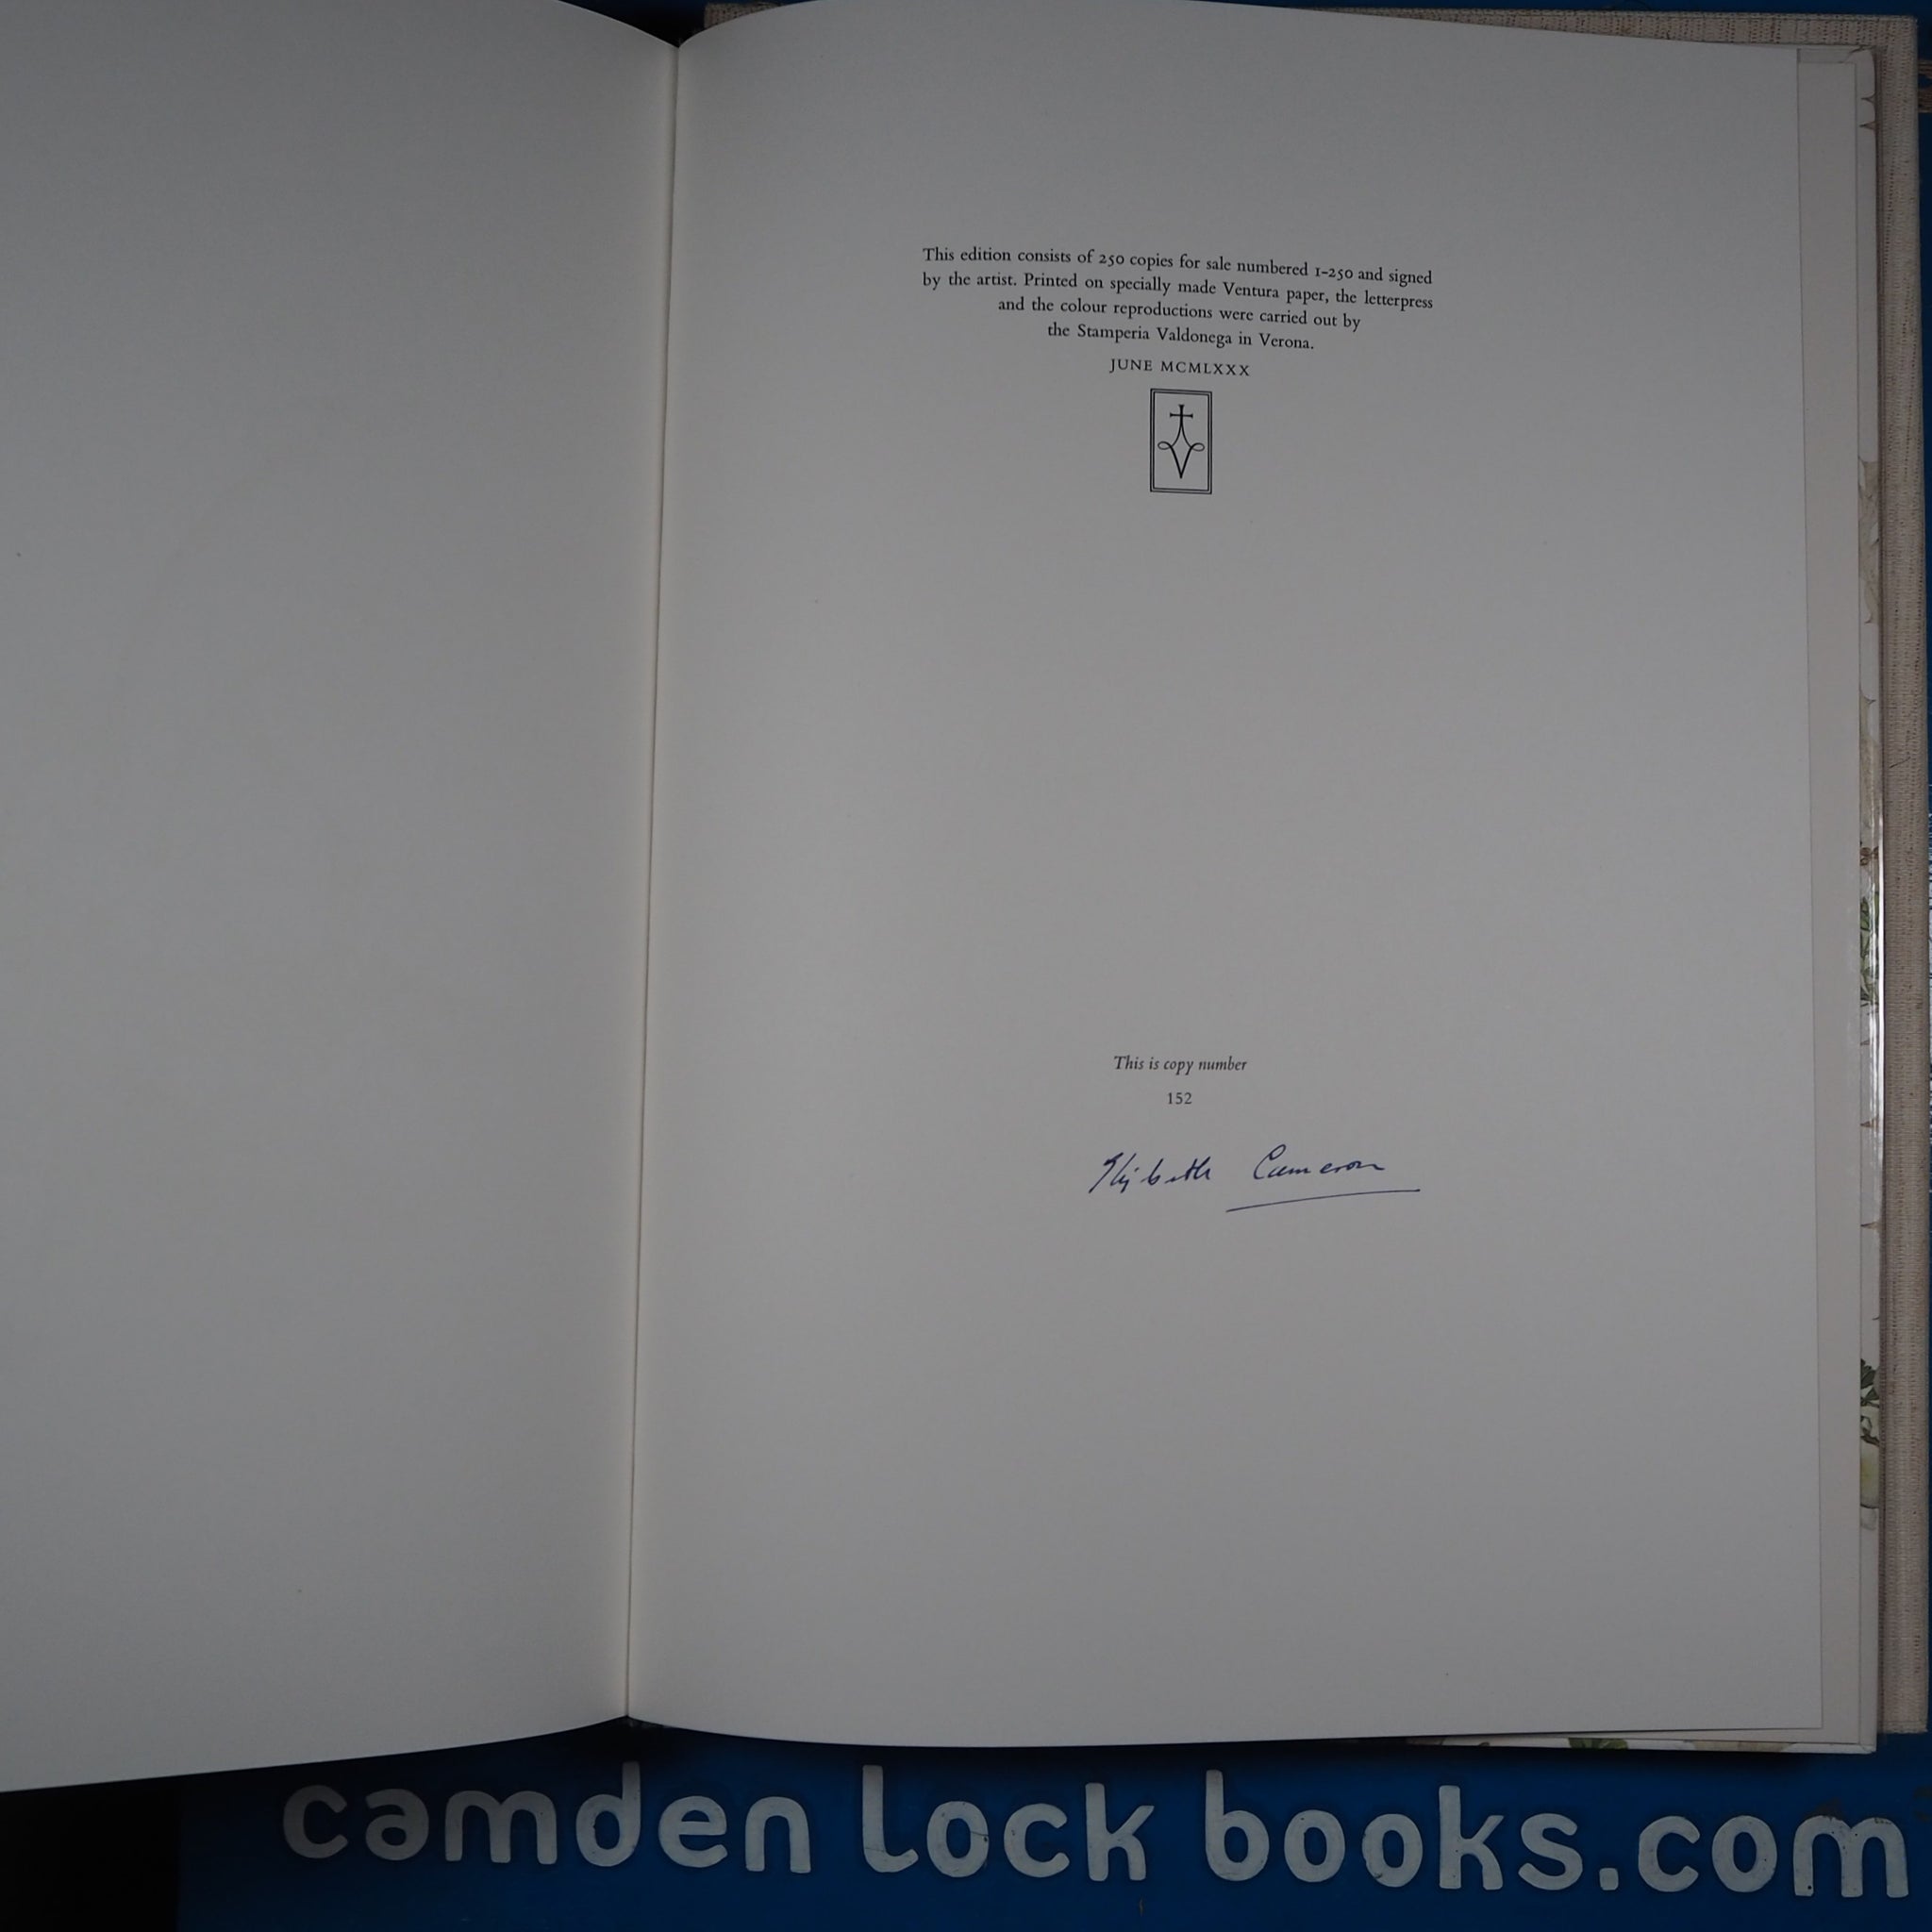 This edition consists of 250 copies for sale numbered 1-250 and signed
by the artist. Printed on specially made Ventura paper, the letterpress
and the colour reproductions were carried out by
the Stamperia Valdonega in Verona.
JUNE MCMLXXX
This is copy number
152
Elizabeth Cameron
camden lock books.com